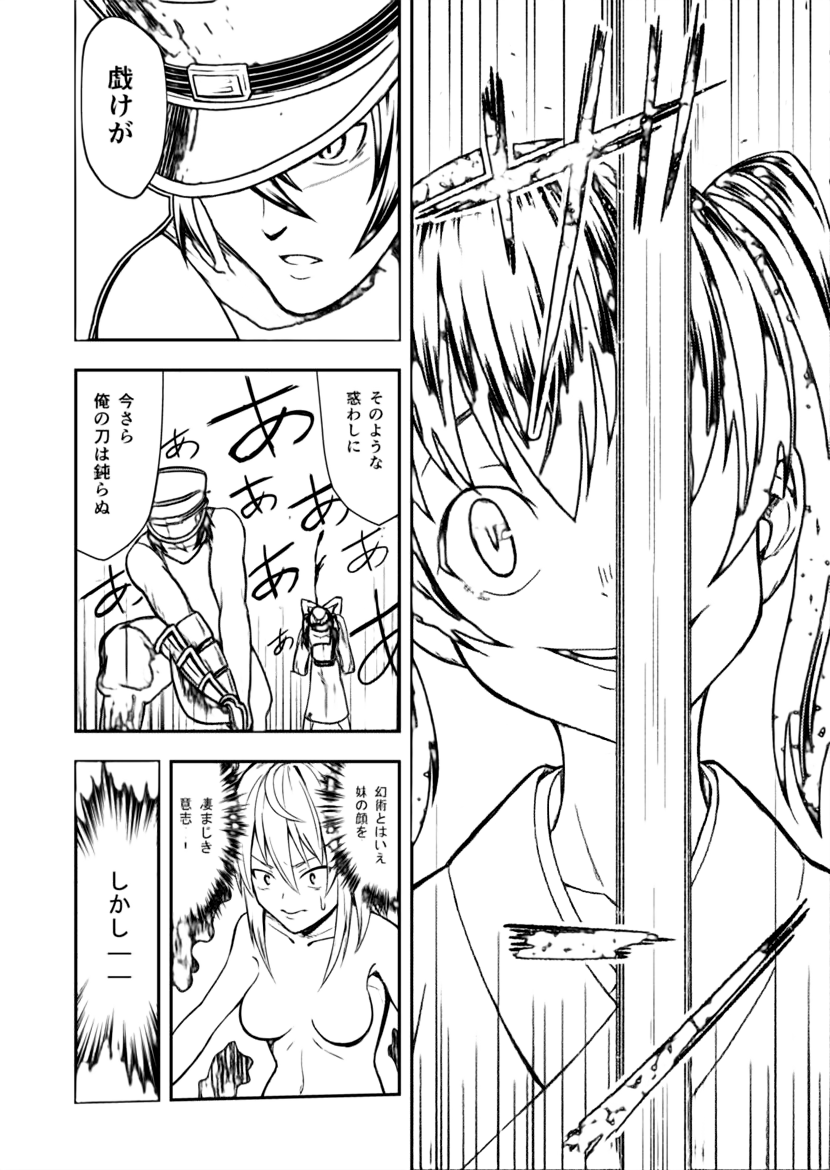 戯けが
そのような
惑わしに
今さら
俺の刀は鈍らぬ
あ
あ
あ
あ
あ
あ
あ
あ
あ
幻術とはいえ
妹の顔を
凄まじき
意志…
しかし——